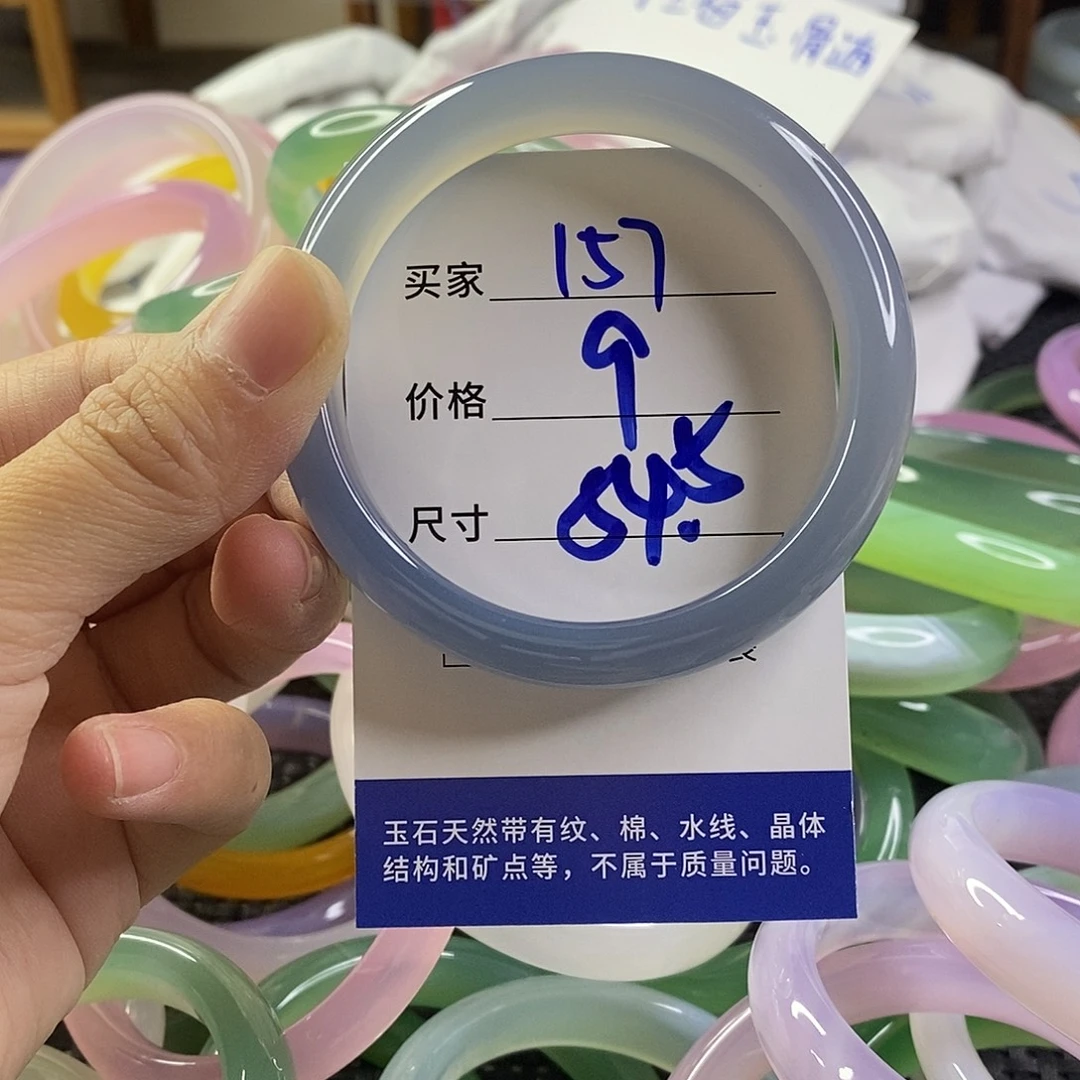 买家 157
价格 9
尺寸 54.5
玉石天然带有纹、棉、水线、晶体
结构和矿点等，不属于质量问题。